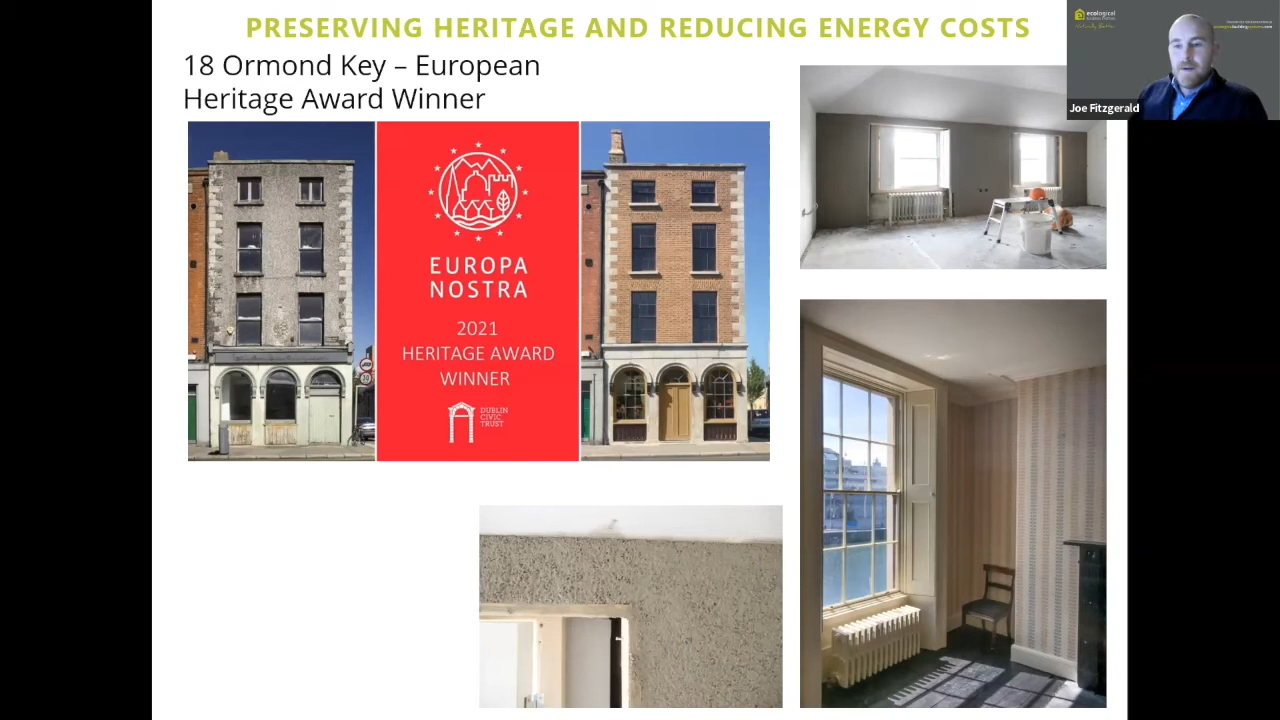 PRESERVING HERITAGE AND REDUCING ENERGY COSTS
18 Ormond Key – European
Heritage Award Winner
EUROPA
NOSTRA
2021
HERITAGE AWARD
WINNER
DUBLIN
CIVIC
TRUST
ecological
Joe Fitzgerald